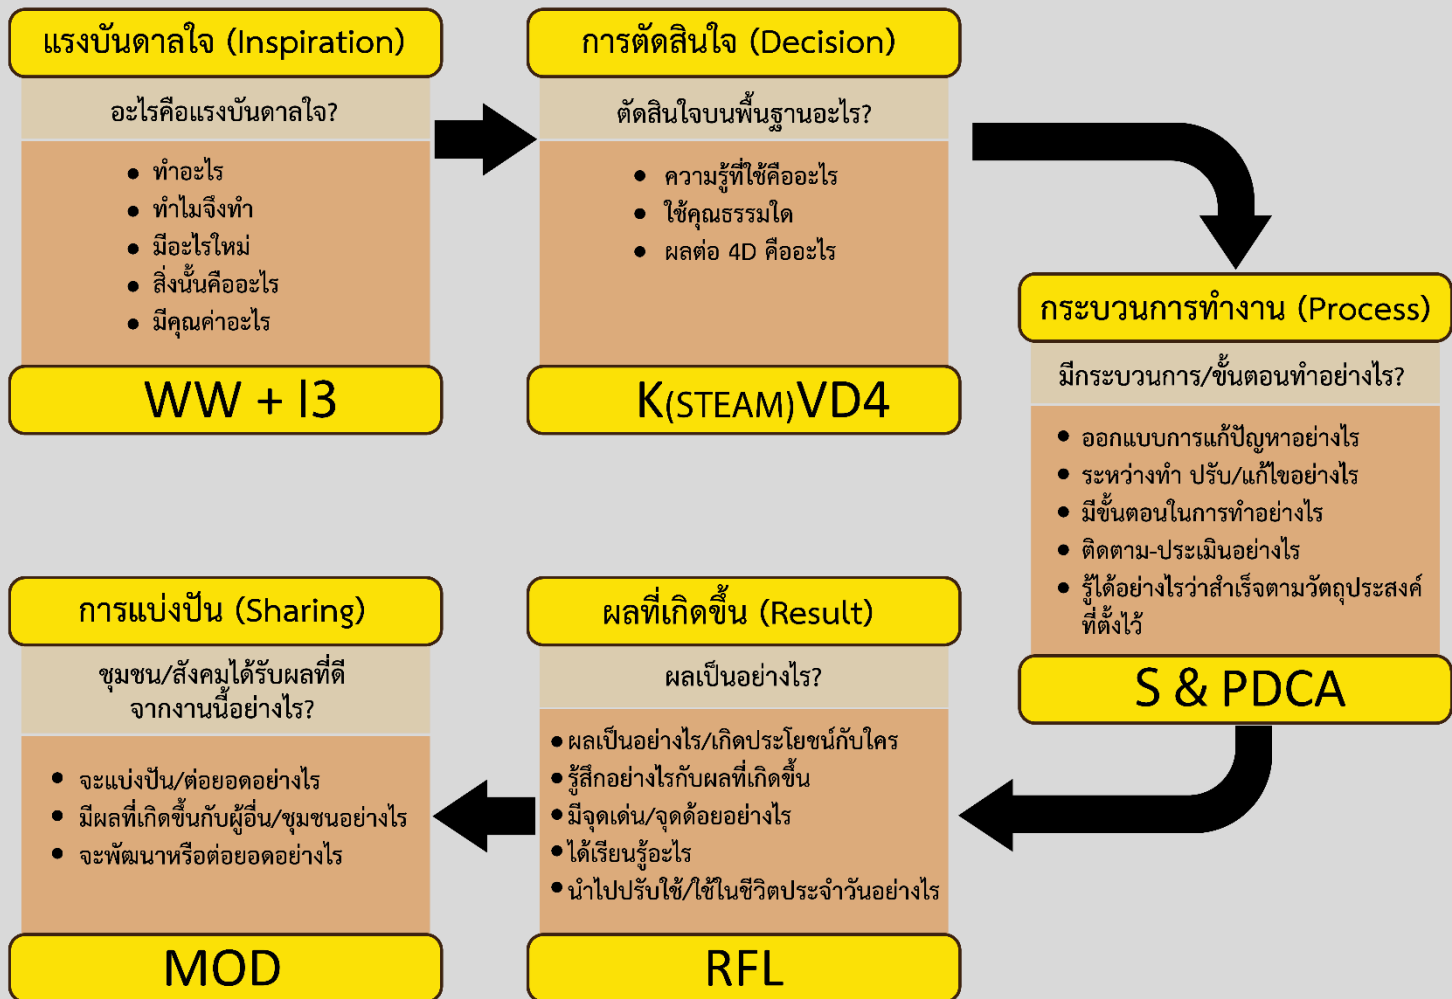 แรงบันดาลใจ (Inspiration)
อะไรคือแรงบันดาลใจ?
● ทำอะไร
● ทำไมจึงทำ
● มีอะไรใหม่
● สิ่งนั้นคืออะไร
● มีคุณค่าอะไร
WW + I3
การตัดสินใจ (Decision)
ตัดสินใจบนพื้นฐานอะไร?
● ความรู้ที่ใช้คืออะไร
● ใช้คุณธรรมใด
● ผลต่อ 4D คืออะไร
K(STEAM)VD4
กระบวนการทำงาน (Process)
มีกระบวนการ/ขั้นตอนทำอย่างไร?
● ออกแบบการแก้ปัญหาอย่างไร
● ระหว่างทำ ปรับ/แก้ไขอย่างไร
● มีขั้นตอนในการทำอย่างไร
● ติดตาม-ประเมินอย่างไร
● รู้ได้อย่างไรว่าสำเร็จตามวัตถุประสงค์
ที่ตั้งไว้
S & PDCA
ผลที่เกิดขึ้น (Result)
ผลเป็นอย่างไร?
● ผลเป็นอย่างไร/เกิดประโยชน์กับใคร
● รู้สึกอย่างไรกับผลที่เกิดขึ้น
● มีจุดเด่น/จุดด้อยอย่างไร
● ได้เรียนรู้อะไร
● นำไปปรับใช้/ใช้ในชีวิตประจำวันอย่างไร
RFL
การแบ่งปัน (Sharing)
ชุมชน/สังคมได้รับผลที่ดี
จากงานนี้อย่างไร?
● จะแบ่งปัน/ต่อยอดอย่างไร
● มีผลที่เกิดขึ้นกับผู้อื่น/ชุมชนอย่างไร
● จะพัฒนาหรือต่อยอดอย่างไร
MOD